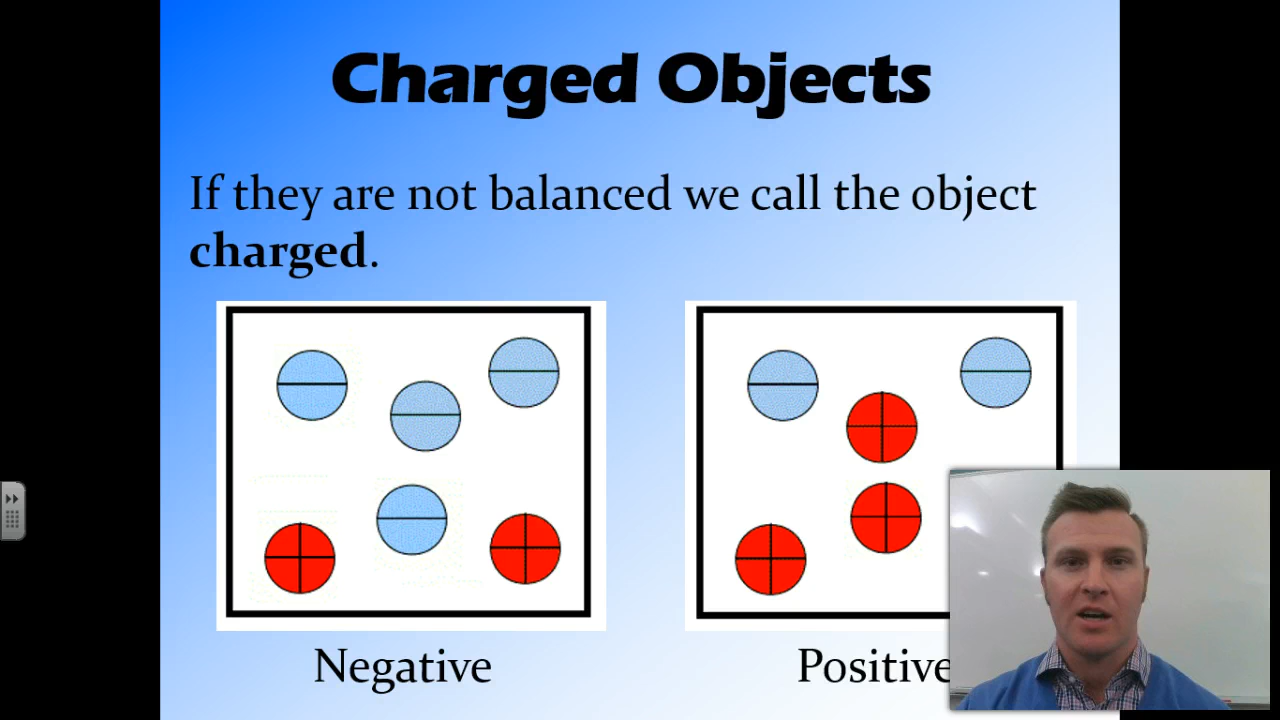 Charged Objects
If they are not balanced we call the object
charged.
Negative
Positive